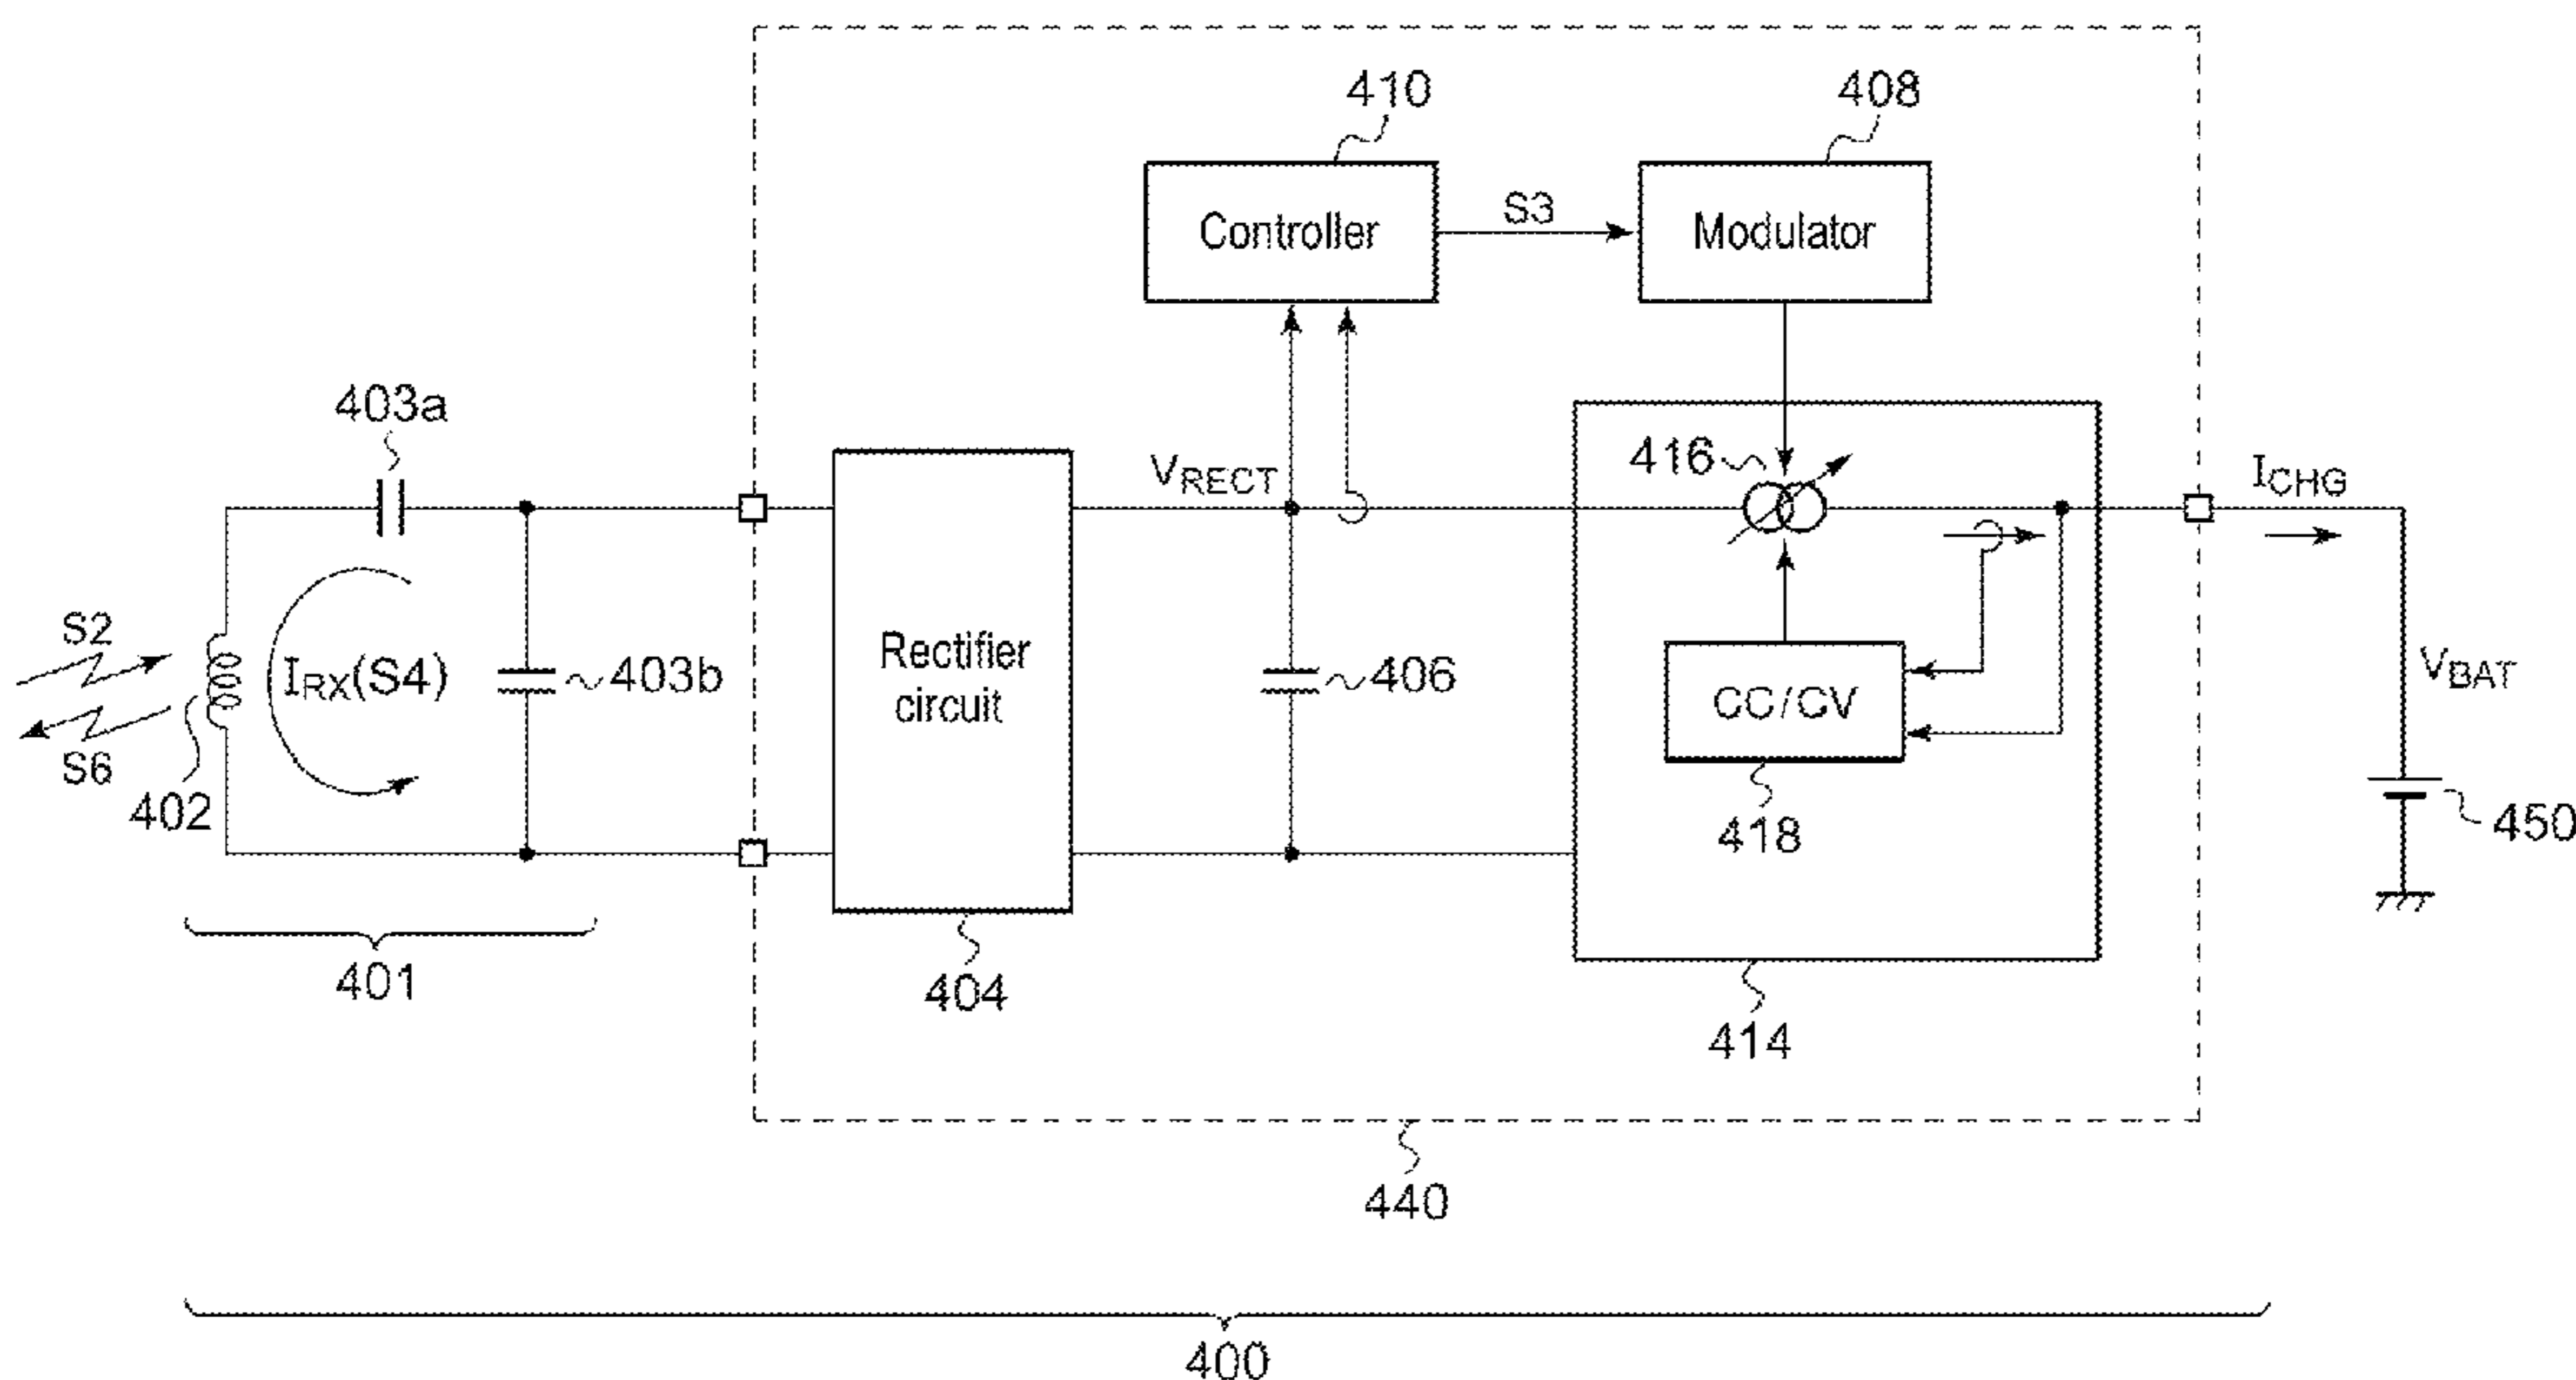 410
408
Controller
S3
Modulator
403a
VRECT
416
ICHG
S2
IRX(S4)
403b
Rectifier
circuit
406
CC/CV
VBAT
S6
402
418
450
401
404
414
440
400